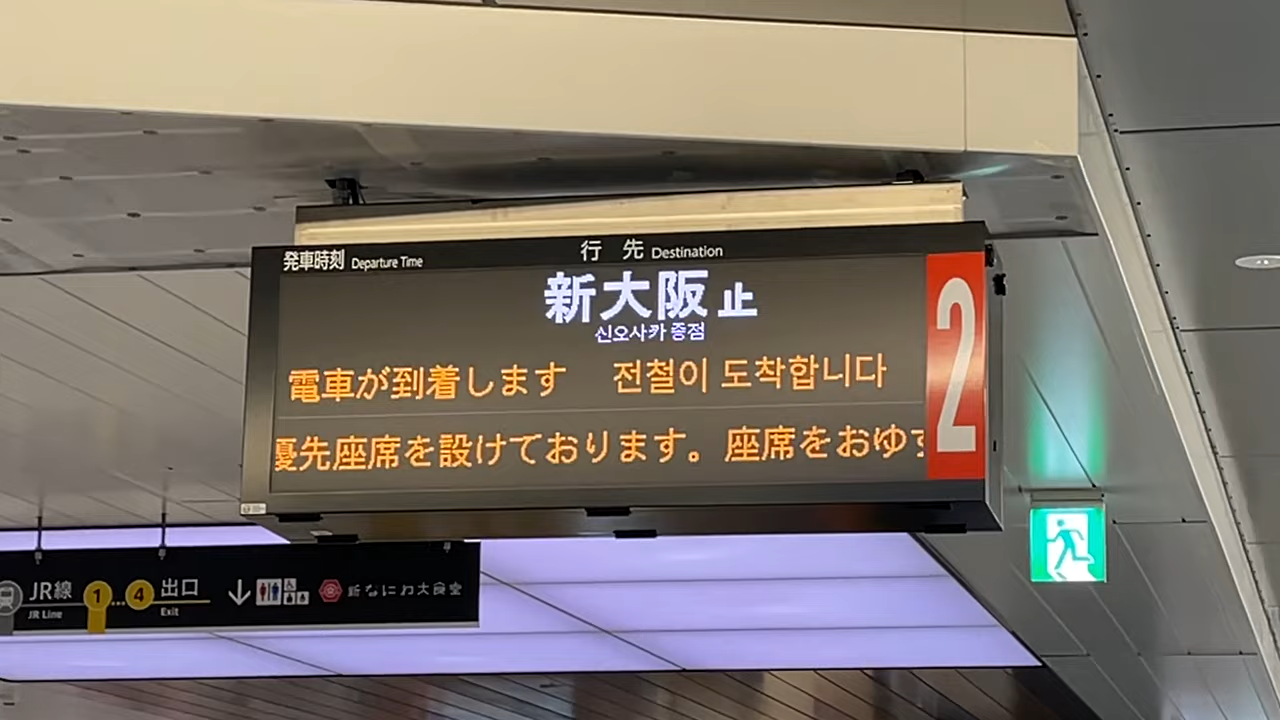 発車時刻 Departure Time
行先 Destination
新大阪止
신오사카 종점
電車が到着します 전철이 도착합니다
優先座席を設けております。座席をおゆず
2
JR線 1...4 出口 新なにわ大食堂
JR Line Exit